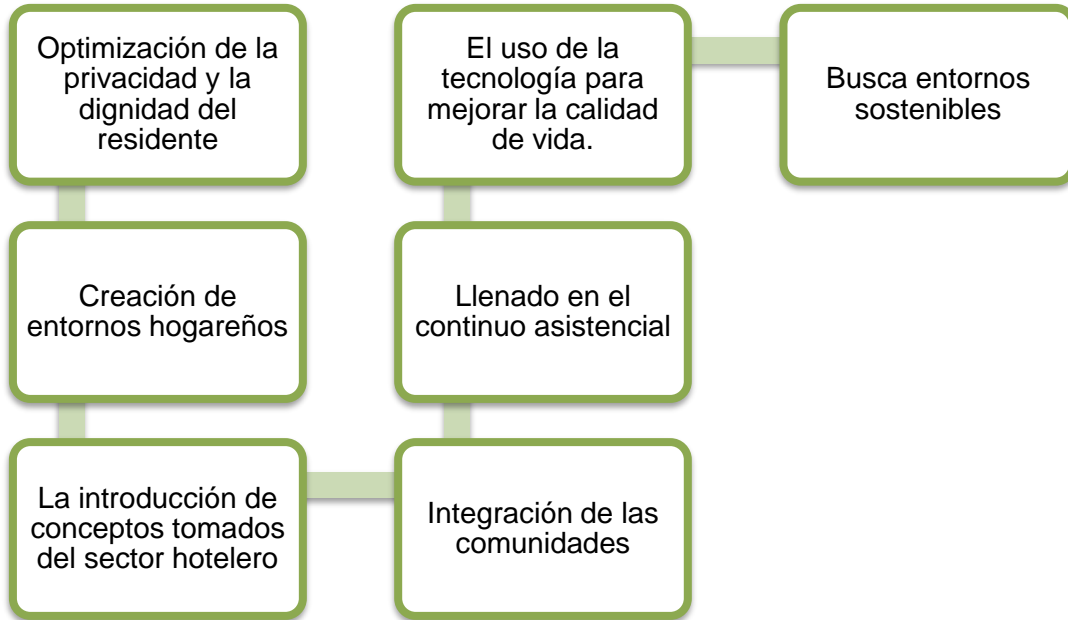 Optimización de la
privacidad y la
dignidad del
residente
Creación de
entornos hogareños
La introducción de
conceptos tomados
del sector hotelero
Integración de las
comunidades
Llenado en el
continuo asistencial
El uso de la
tecnología para
mejorar la calidad
de vida.
Busca entornos
sostenibles